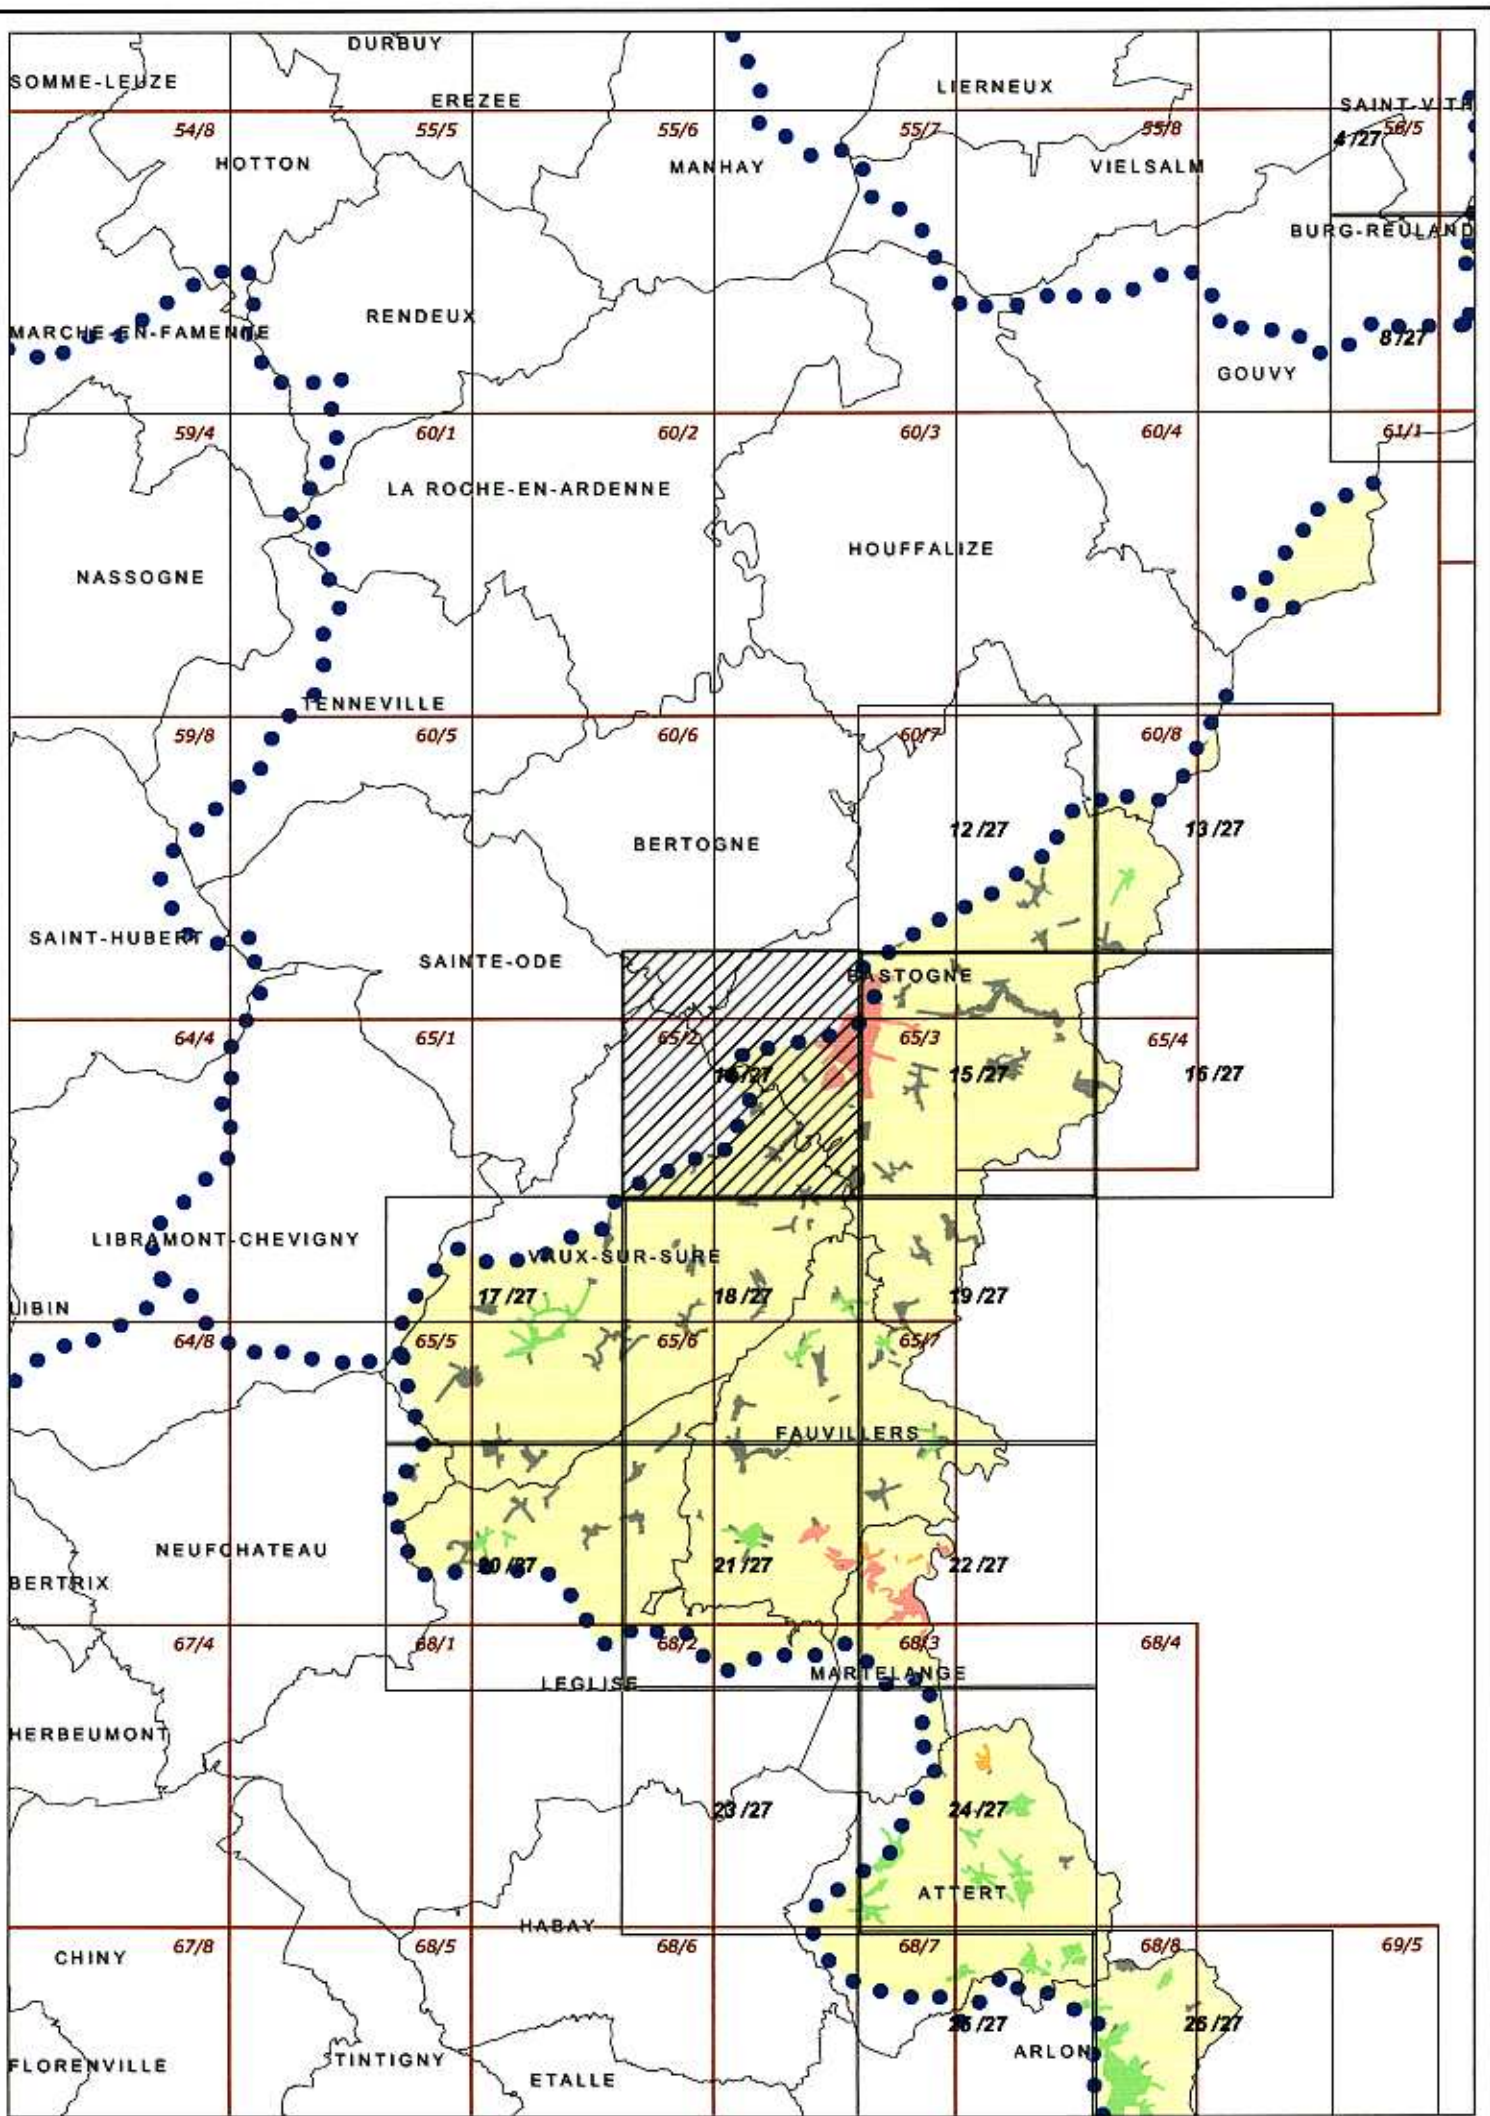 DURBUY
SOMME-LEUZE
LIERNEUX
EREZEE
SAINT-VITH
54/8
55/5
55/6
55/7
55/8
56/5
4 /27
HOTTON
MANHAY
VIELSALM
BURG-REULAND
RENDEUX
MARCHE-EN-FAMENNE
8 /27
GOUVY
59/4
60/1
60/2
60/3
60/4
61/1
LA ROCHE-EN-ARDENNE
HOUFFALIZE
NASSOGNE
TENNEVILLE
59/8
60/5
60/6
60/7
60/8
12 /27
13 /27
BERTOGNE
SAINT-HUBERT
SAINTE-ODE
BASTOGNE
64/4
65/1
65/2
65/3
65/4
15 /27
16 /27
LIBRAMONT-CHEVIGNY
VAUX-SUR-SURE
17 /27
18 /27
19 /27
LIBIN
64/8
65/5
65/6
65/7
FAUVILLERS
NEUFCHATEAU
20 /27
21 /27
22 /27
BERTRIX
67/4
68/1
68/2
68/3
68/4
MARTELANGE
LEGLISE
HERBEUMONT
23 /27
24 /27
ATTERT
HABAY
CHINY
67/8
68/5
68/6
68/7
68/8
69/5
25 /27
26 /27
ARLON
FLORENVILLE
TINTIGNY
ETALLE